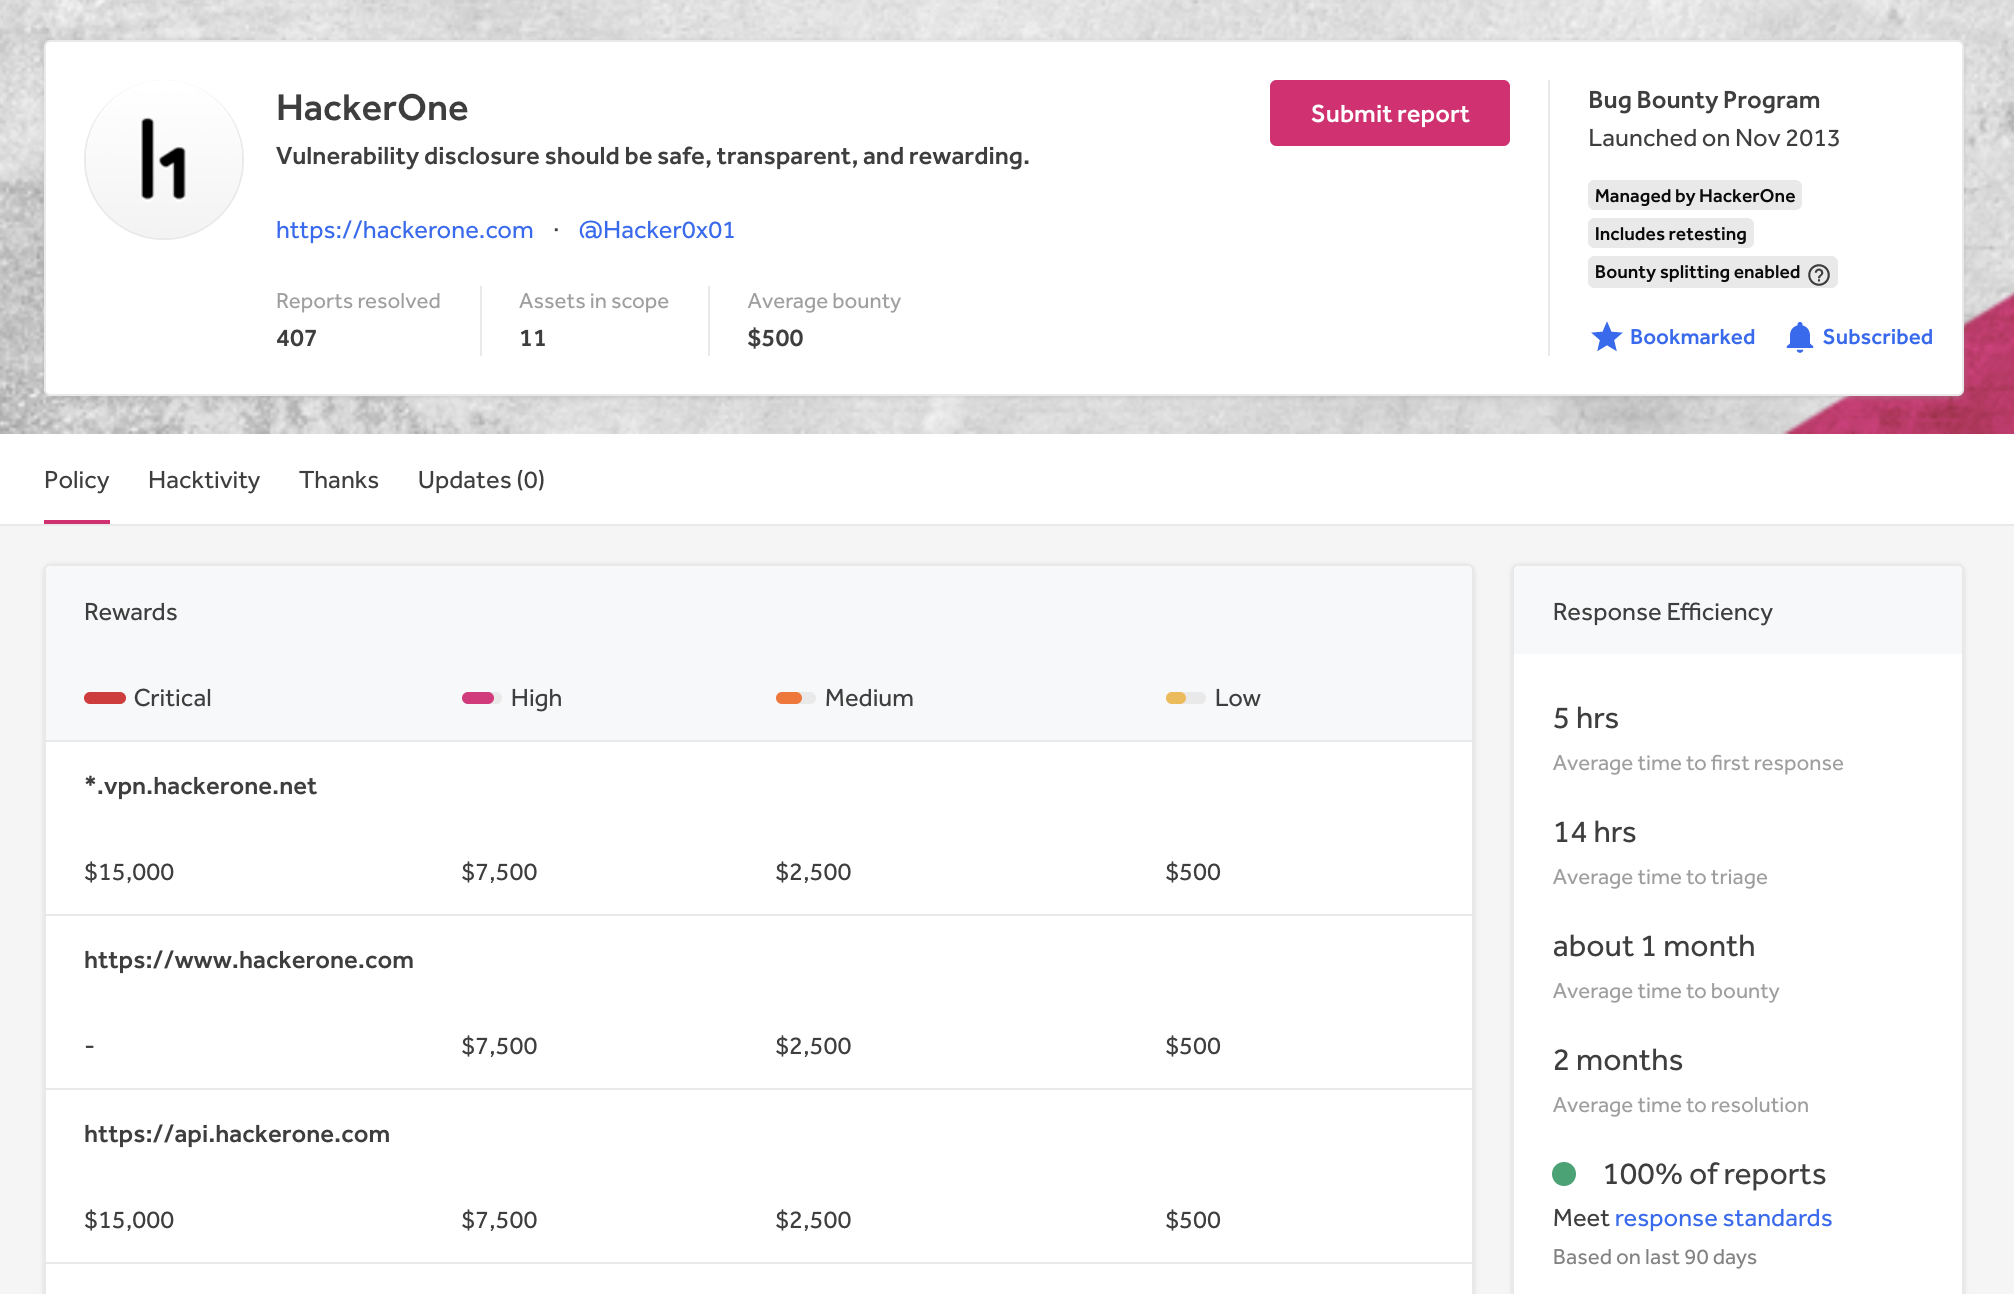 HackerOne
Vulnerability disclosure should be safe, transparent, and rewarding.
https://hackerone.com · @Hacker0x01
Reports resolved
407
Assets in scope
11
Average bounty
$500
Submit report
Bug Bounty Program
Launched on Nov 2013
Managed by HackerOne
Includes retesting
Bounty splitting enabled ?
Bookmarked
Subscribed
Policy Hacktivity Thanks Updates (0)
Rewards
Critical High Medium Low
*.vpn.hackerone.net
$15,000 $7,500 $2,500 $500
https://www.hackerone.com
- $7,500 $2,500 $500
https://api.hackerone.com
$15,000 $7,500 $2,500 $500
Response Efficiency
5 hrs
Average time to first response
14 hrs
Average time to triage
about 1 month
Average time to bounty
2 months
Average time to resolution
100% of reports
Meet response standards
Based on last 90 days